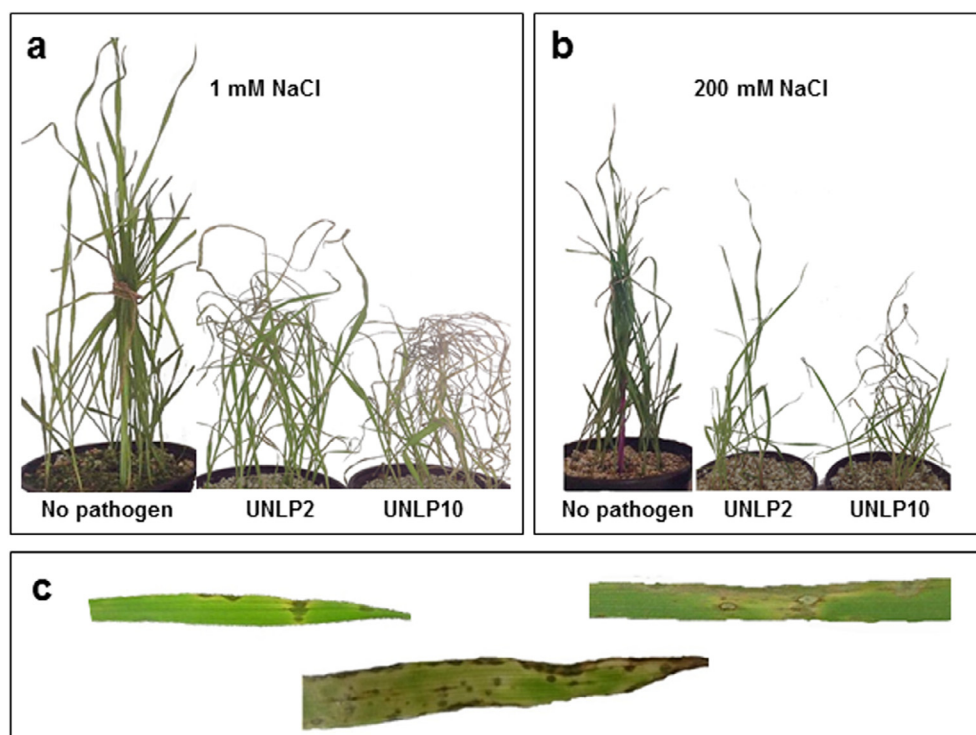 a
1 mM NaCl
No pathogen UNLP2 UNLP10
b
200 mM NaCl
No pathogen UNLP2 UNLP10
c